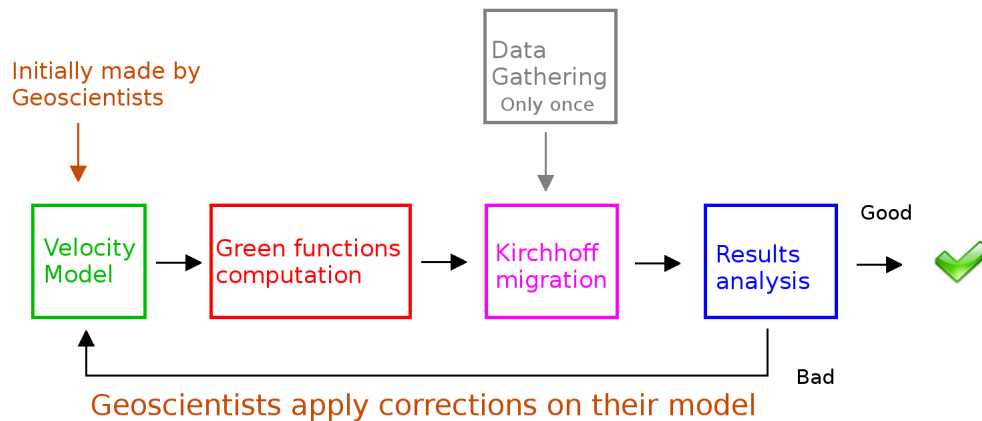 Initially made by
Geoscientists
Data
Gathering
Only once
Velocity
Model
Green functions
computation
Kirchhoff
migration
Results
analysis
Good
Bad
Geoscientists apply corrections on their model